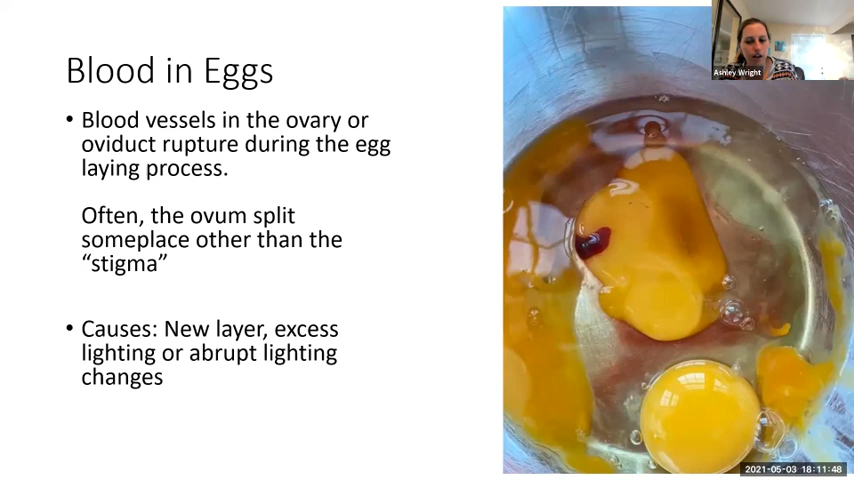 Blood in Eggs
• Blood vessels in the ovary or
oviduct rupture during the egg
laying process.
Often, the ovum split
someplace other than the
“stigma”
• Causes: New layer, excess
lighting or abrupt lighting
changes
Ashley Wright
2021-05-03 18:11:48